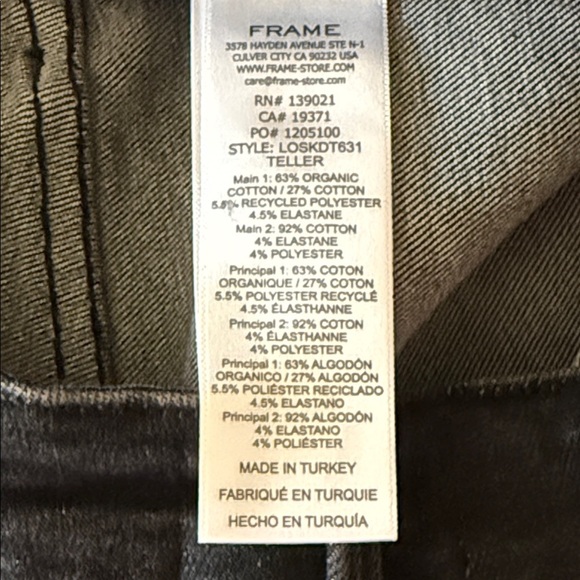 FRAME
3578 HAYDEN AVENUE STE N-1
CULVER CITY CA 90232 USA
WWW.FRAME-STORE.COM
care@frame-store.com
RN# 139021
CA# 19371
PO# 1205100
STYLE: LOSKDT631
TELLER
Main 1: 63% ORGANIC
COTTON / 27% COTTON
5.5% RECYCLED POLYESTER
4.5% ELASTANE
Main 2: 92% COTTON
4% ELASTANE
4% POLYESTER
Principal 1: 63% COTON
ORGANIQUE / 27% COTON
5.5% POLYESTER RECYCLÉ
4.5% ÉLASTHANNE
Principal 2: 92% COTON
4% ÉLASTHANNE
4% POLYESTER
Principal 1: 63% ALGODÓN
ORGANICO / 27% ALGODÓN
5.5% POLIÉSTER RECICLADO
4.5% ELASTANO
Principal 2: 92% ALGODÓN
4% ELASTANO
4% POLIÉSTER
MADE IN TURKEY
FABRIQUÉ EN TURQUIE
HECHO EN TURQUÍA